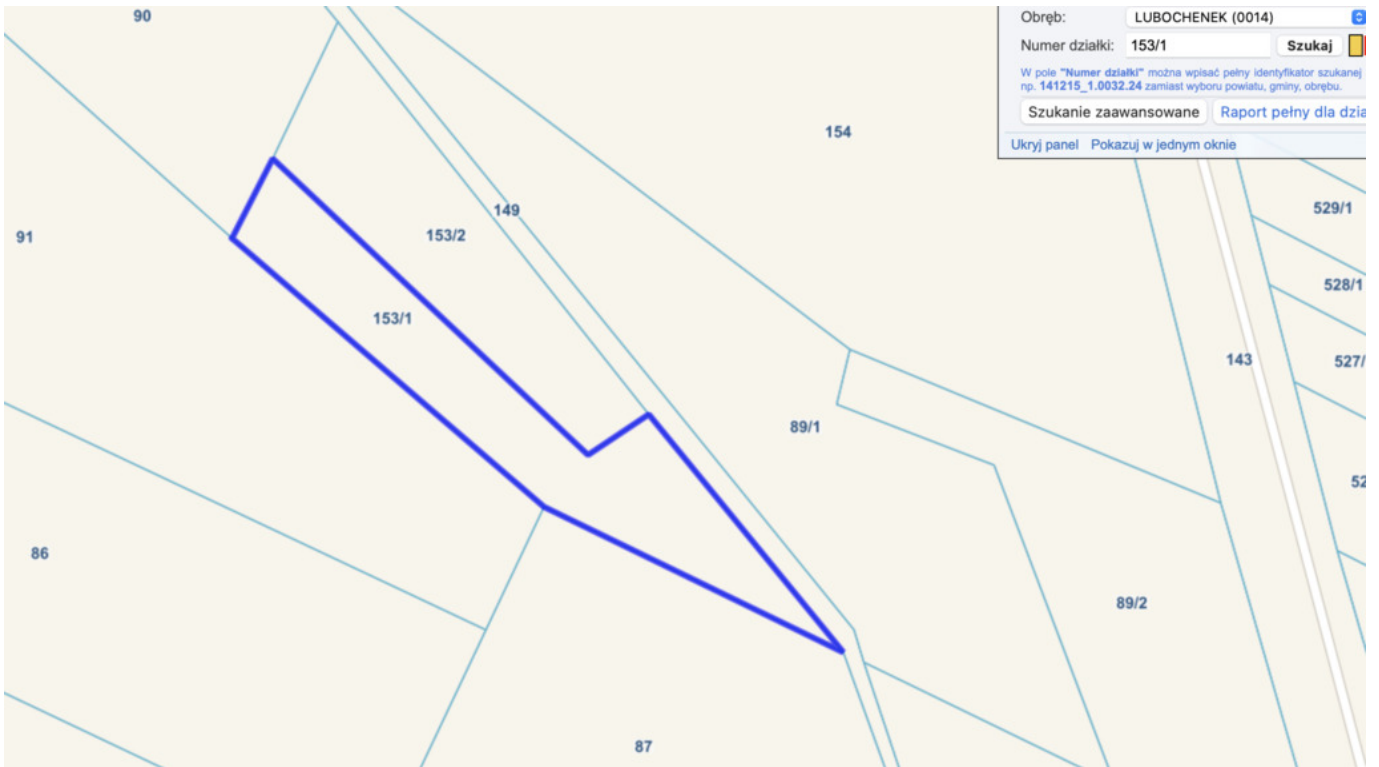 90
Obręb: LUBOCHENEK (0014)
Numer działki: 153/1 Szukaj
W pole "Numer działki" można wpisać pełny identyfikator szukanej
np. 141215_1.0032.24 zamiast wyboru powiatu, gminy, obrębu.
Szukanie zaawansowane Raport pełny dla dzia
Ukryj panel Pokazuj w jednym oknie
154
149
529/1
91
153/2
528/1
153/1
143
527/
89/1
52
86
89/2
87